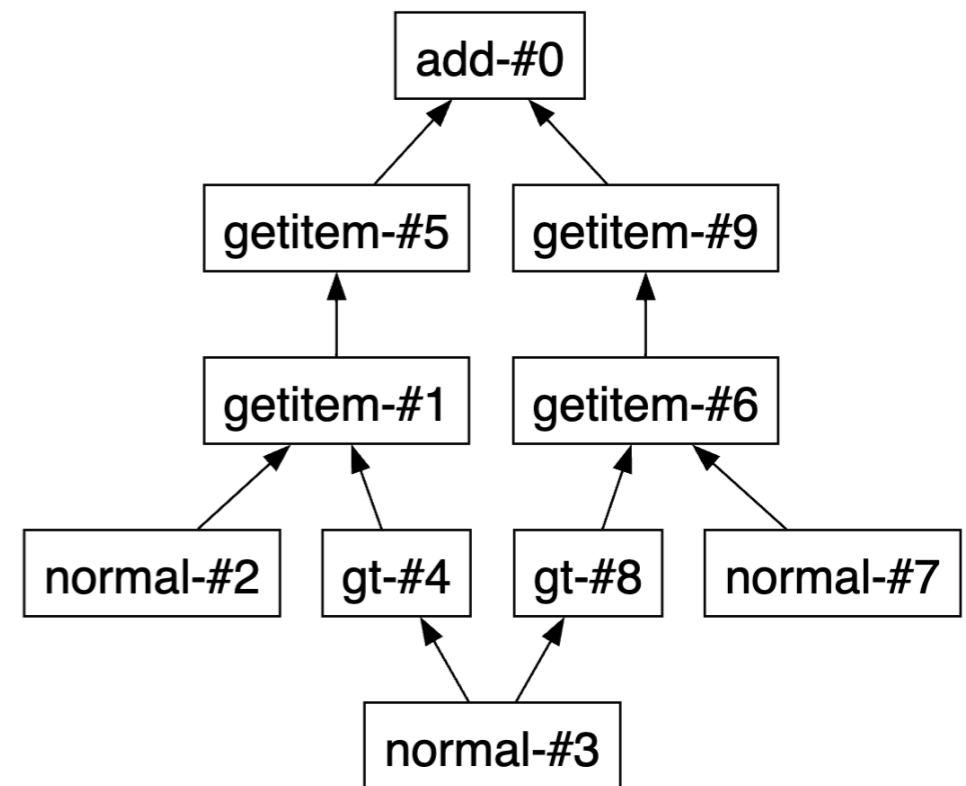 add-#0
getitem-#5
getitem-#9
getitem-#1
getitem-#6
normal-#2
gt-#4
gt-#8
normal-#7
normal-#3